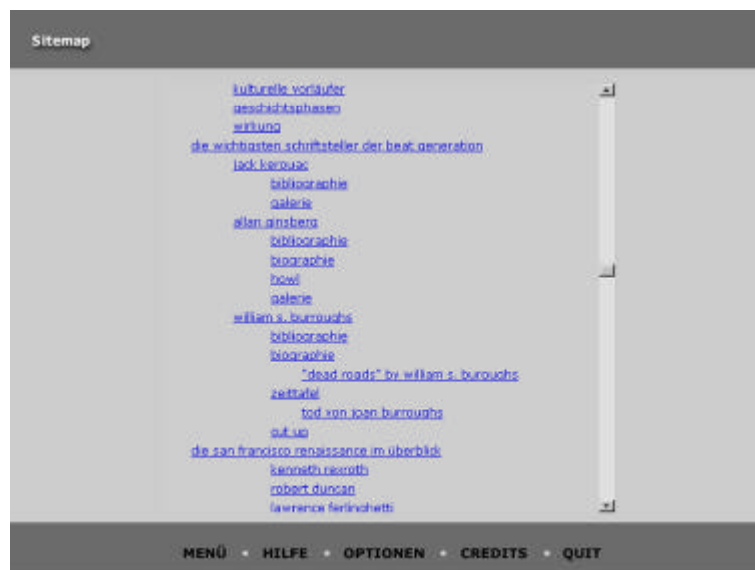 Sitemap
kulturelle vorläufer
geschichtsphasen
wirkung
die wichtigsten schriftsteller der beat generation
jack kerouac
bibliographie
galerie
allan ginsberg
bibliographie
biographie
howl
galerie
william s. burroughs
bibliographie
biographie
"dead roads" by william s. buroughs
zeittafel
tod von joan burroughs
cut up
die san francisco renaissance im überblick
kenneth rexroth
robert duncan
lawrence ferlinghetti
MENÜ • HILFE • OPTIONEN • CREDITS • QUIT